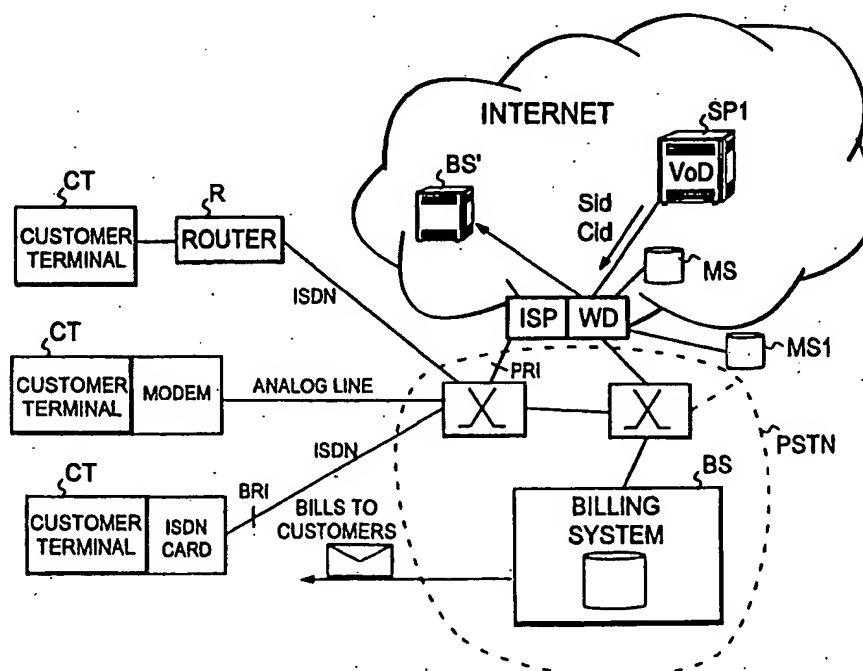 INTERNET
SP1
VoD
BS'
Sid
Cid
CT
R
CUSTOMER
TERMINAL
ROUTER
MS
ISDN
ISP
WD
MS1
PRI
CT
CUSTOMER
TERMINAL
MODEM
ANALOG LINE
ISDN
PSTN
CT
BRI
BS
CUSTOMER
TERMINAL
ISDN
CARD
BILLS TO
CUSTOMERS
BILLING
SYSTEM